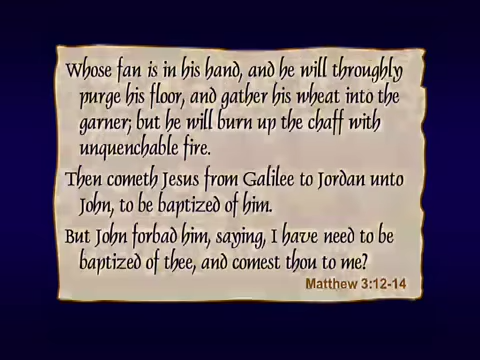 Whose fan is in his hand, and he will throughly
purge his floor, and gather his wheat into the
garner; but he will burn up the chaff with
unquenchable fire.
Then cometh Jesus from Galilee to Jordan unto
John, to be baptized of him.
But John forbad him, saying, I have need to be
baptized of thee, and comest thou to me?
Matthew 3:12-14